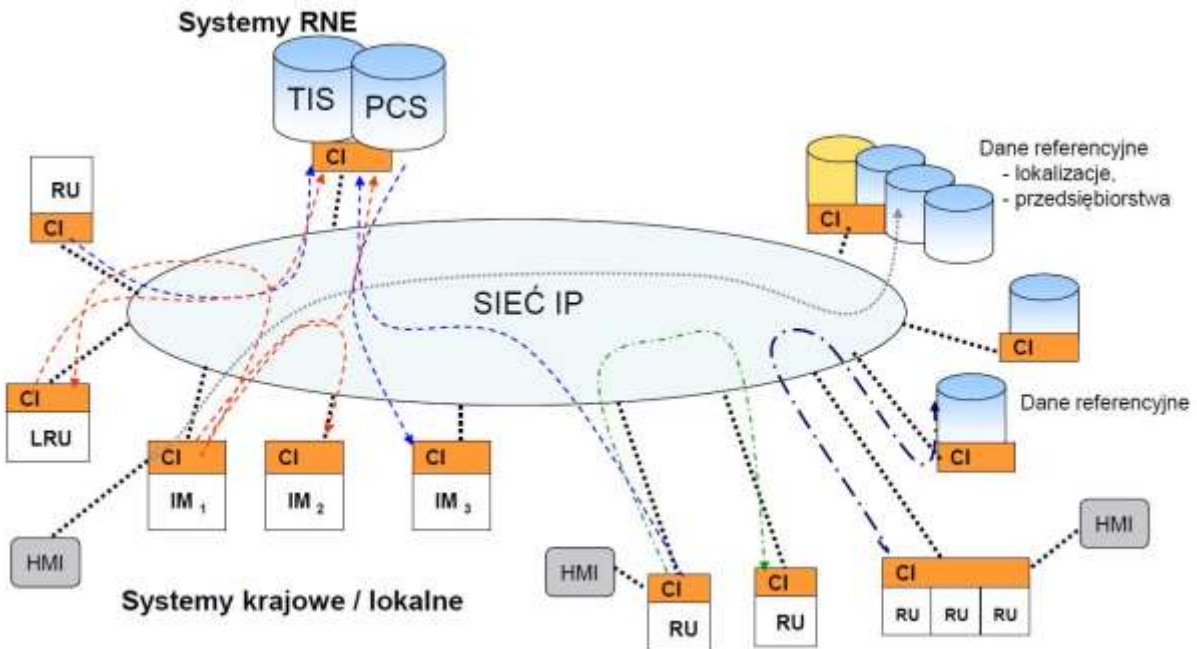 Systemy RNE
TIS
PCS
CI
RU
CI
Dane referencyjne
- lokalizacje,
- przedsiębiorstwa
CI
SIEĆ IP
CI
CI
LRU
Dane referencyjne
CI
CI
IM 1
CI
IM 2
CI
IM 3
HMI
HMI
HMI
CI
RU
CI
RU
CI
RU RU RU
Systemy krajowe / lokalne